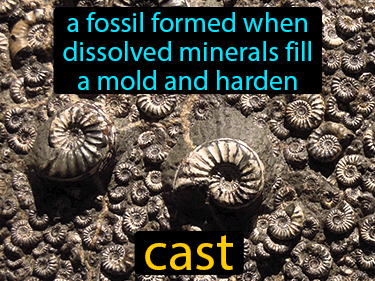 a fossil formed when
dissolved minerals fill
a mold and harden
cast